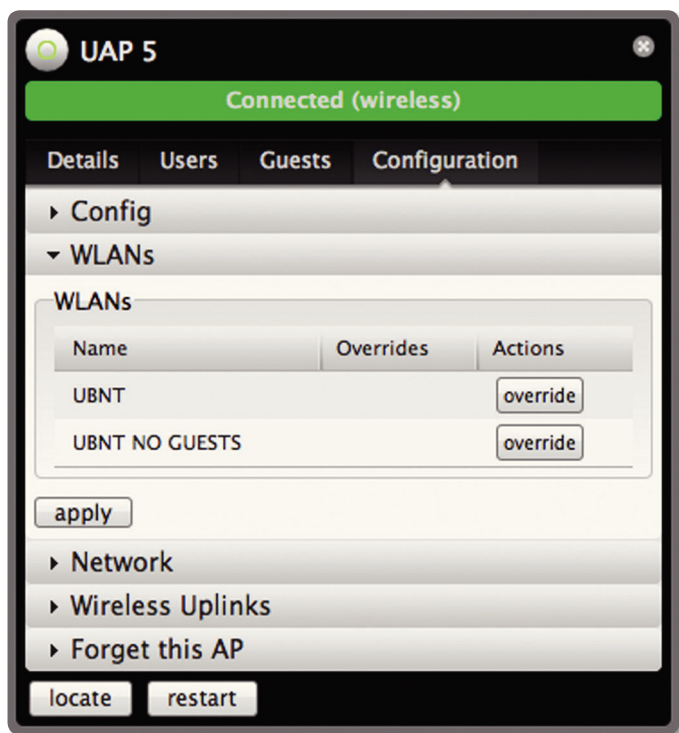 UAP 5
Connected (wireless)
Details Users Guests Configuration
Config
WLANs
WLANs
Name Overrides Actions
UBNT override
UBNT NO GUESTS override
apply
Network
Wireless Uplinks
Forget this AP
locate restart